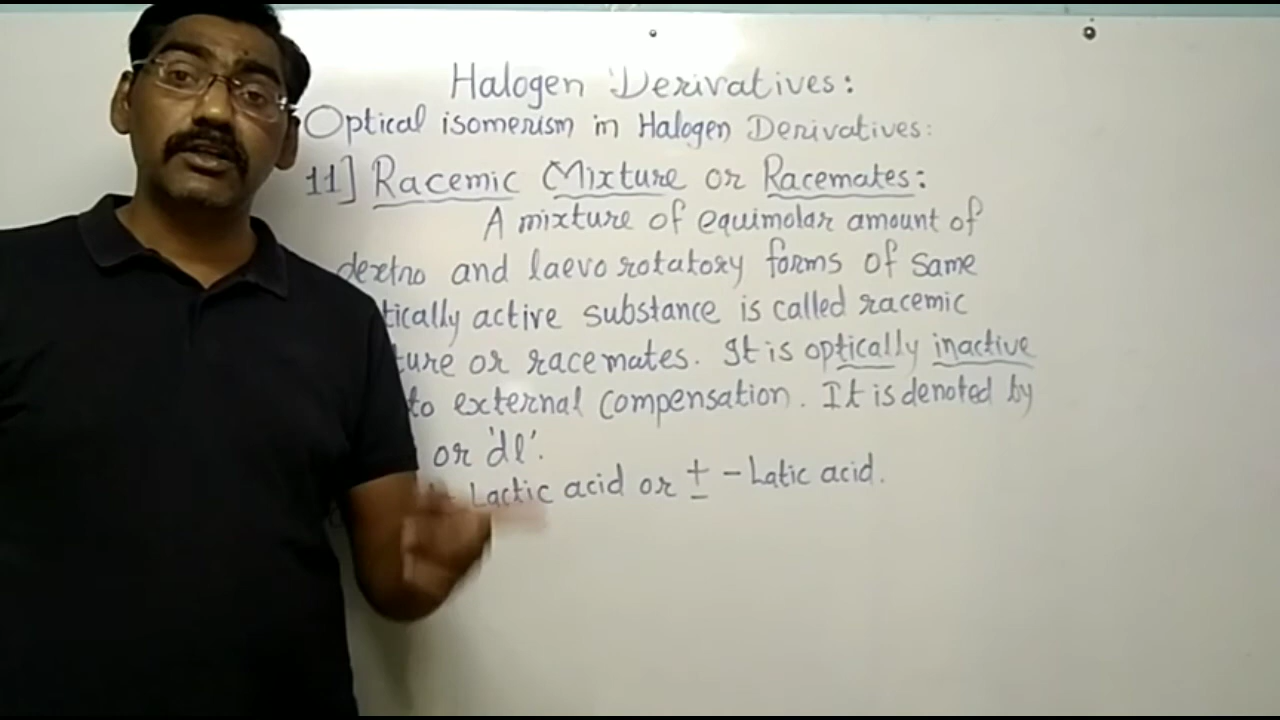 Halogen Derivatives:
Optical isomerism in Halogen Derivatives:
11] Racemic Mixture or Racemates:
A mixture of equimolar amount of
dextro and laevo rotatory forms of same
tically active substance is called racemic
ture or racemates. It is optically inactive
to external compensation. It is denoted by
or 'dl'.
Lactic acid or ± - Latic acid.